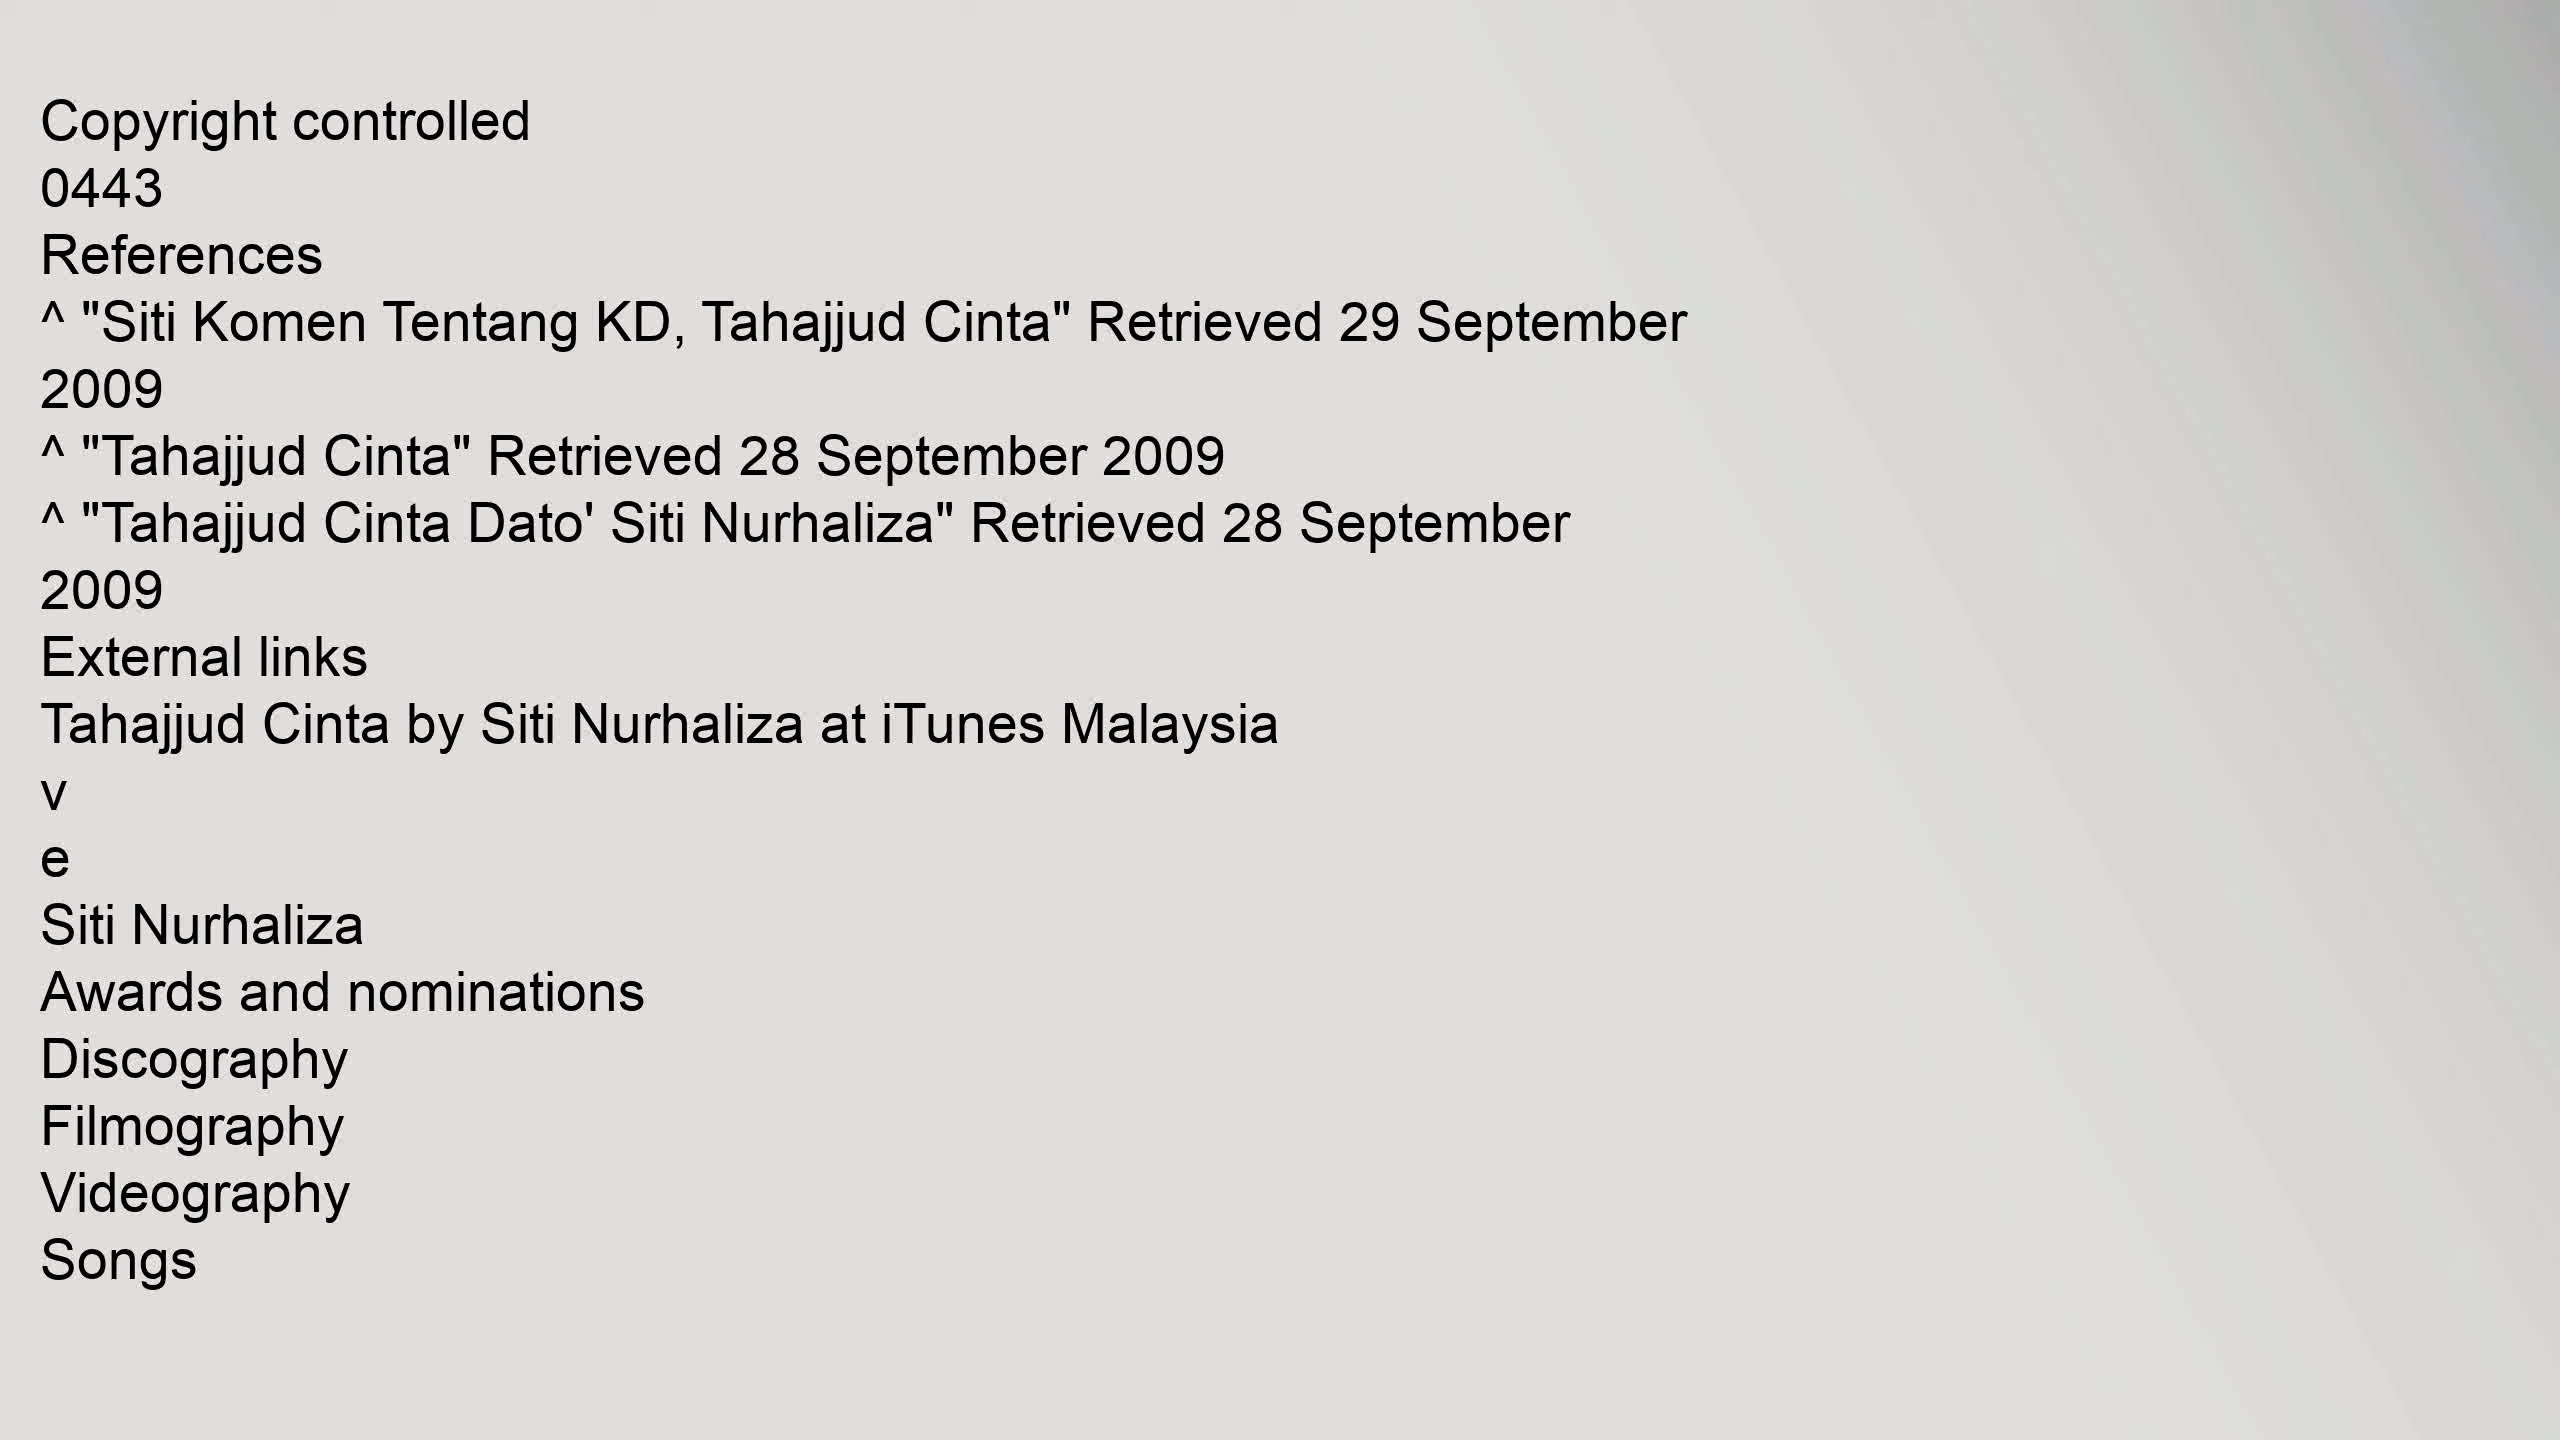 Copyright controlled
0443
References
^ "Siti Komen Tentang KD, Tahajjud Cinta" Retrieved 29 September
2009
^ "Tahajjud Cinta" Retrieved 28 September 2009
^ "Tahajjud Cinta Dato' Siti Nurhaliza" Retrieved 28 September
2009
External links
Tahajjud Cinta by Siti Nurhaliza at iTunes Malaysia
v
e
Siti Nurhaliza
Awards and nominations
Discography
Filmography
Videography
Songs